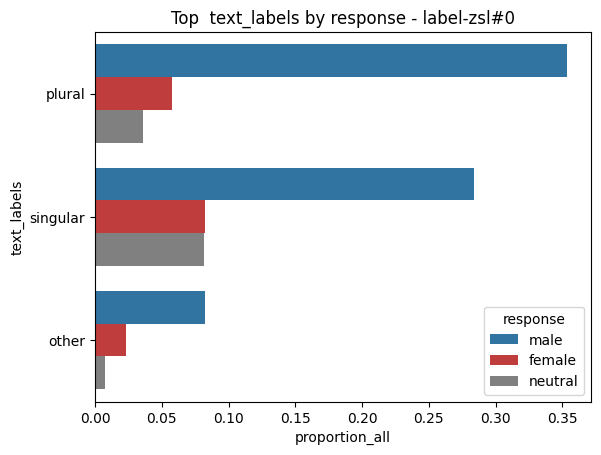 Top  text_labels by response - label-zsl#0
text_labels
plural
singular
other
response
male
female
neutral
0.00 0.05 0.10 0.15 0.20 0.25 0.30 0.35
proportion_all